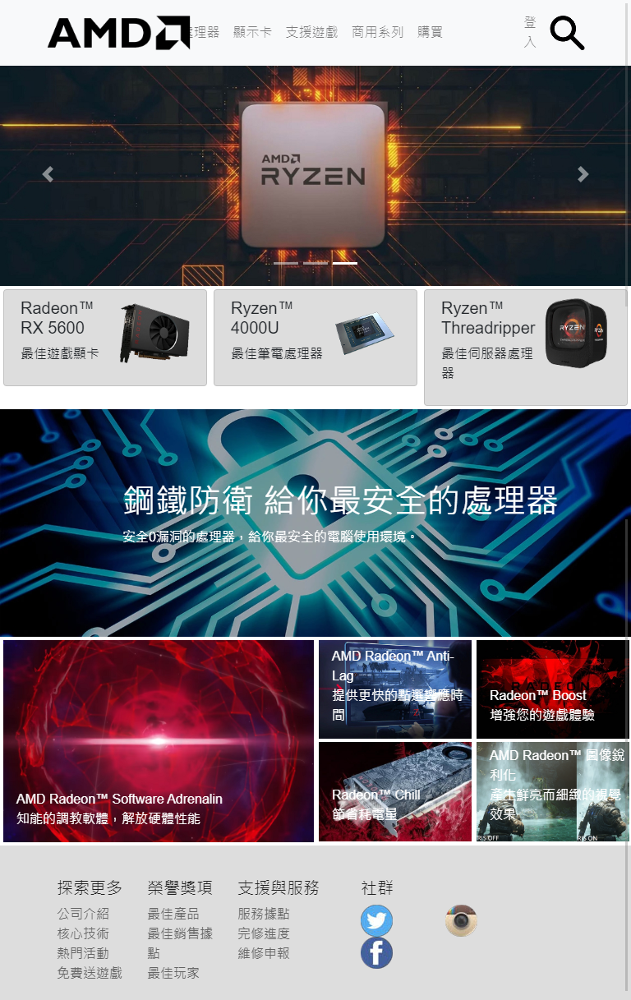 AMD
理器 顯示卡 支援遊戲 商用系列 購買
登
入
AMD
RYZEN
Radeon™
RX 5600
最佳遊戲顯卡
Ryzen™
4000U
最佳筆電處理器
Ryzen™
Threadripper
最佳伺服器處理
器
RYZEN
THREADRIPPER
鋼鐵防衛 給你最安全的處理器
安全0漏洞的處理器，給你最安全的電腦使用環境。
AMD Radeon™ Software Adrenalin
知能的調教軟體，解放硬體性能
AMD Radeon™ Anti-
Lag
提供更快的點選響應時
間
RADEON
Radeon™ Boost
增強您的遊戲體驗
Radeon™ Chill
節省耗電量
AMD Radeon™ 圖像銳
利化
產生鮮亮而細緻的視覺
效果
RIS OFF
RIS ON
探索更多
公司介紹
核心技術
熱門活動
免費送遊戲
榮譽獎項
最佳產品
最佳銷售據
點
最佳玩家
支援與服務
服務據點
完修進度
維修申報
社群